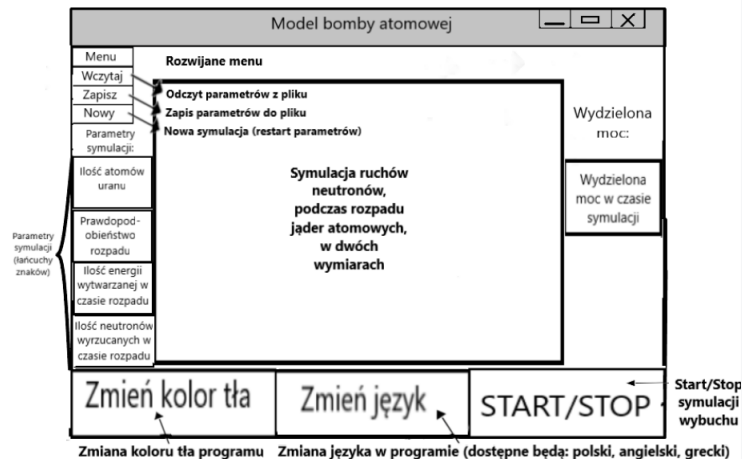 Model bomby atomowej
Menu
Rozwijane menu
Wczytaj
Odczyt parametrów z pliku
Zapisz
Zapis parametrów do pliku
Nowy
Nowa symulacja (restart parametrów)
Parametry
symulacji:
Ilość atomów
uranu
Prawdopod-
obieństwo
rozpadu
Ilość energii
wytwarzanej w
czasie rozpadu
Ilość neutronów
wyrzucanych w
czasie rozpadu
Parametry
symulacji
(łańcuchy
znaków)
Symulacja ruchów
neutronów,
podczas rozpadu
jąder atomowych,
w dwóch
wymiarach
Wydzielona
moc:
Wydzielona
moc w czasie
symulacji
Zmień kolor tła
Zmień język
START/STOP
Start/Stop
symulacji
wybuchu
Zmiana koloru tła programu
Zmiana języka w programie (dostępne będą: polski, angielski, grecki)